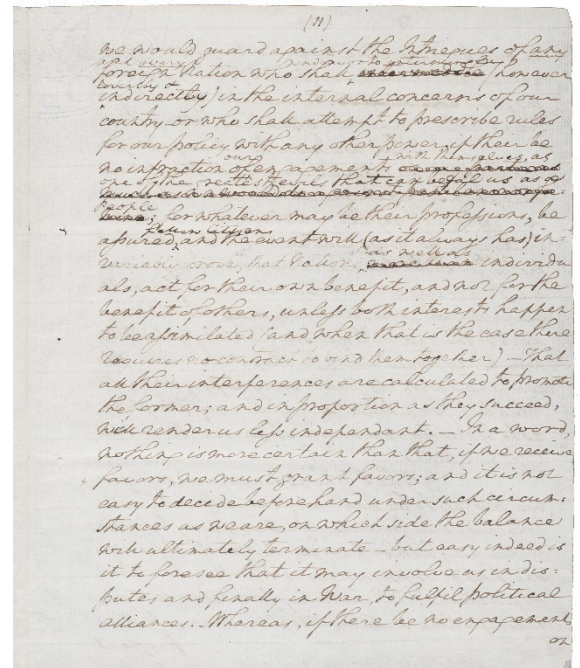 (11)
we would guard against the Intriegues of any
and every endeavor to intermingle
foreign Nation who shall intermeddle (however
covertly &
indirectly) in the internal concerns of our
country—or who shall attempt to prescribe rules
for our policy with any other power, if there be
our with themselves, as
no infraction of engagements
one of the greatest evils that can befal us as a
People
; for whatever may be their professions, be
fellow Citizens
assured, and the event will (as it always has) in
as well as
variably prove, that Nations individu
als, act for their own benefit, and not for the
benefit of others, unless both interests happen
to be assimilated (and when that is the case there
requires no contract to bind them together)—That
all their interferences are calculated to promote
the former; and in proportion as they succeed,
will render us less independant.—In a word,
nothing is more certain than that, if we receive
favors, we must grant favors; and it is not
easy to decide beforehand under such circum-
stances as we are, on which side the balance
will ultimately terminate—but easy indeed is
it to foresee that it may involve us in dis-
putes and finally in War, to fulfil political
alliances.—Whereas, if there be no engagements
on